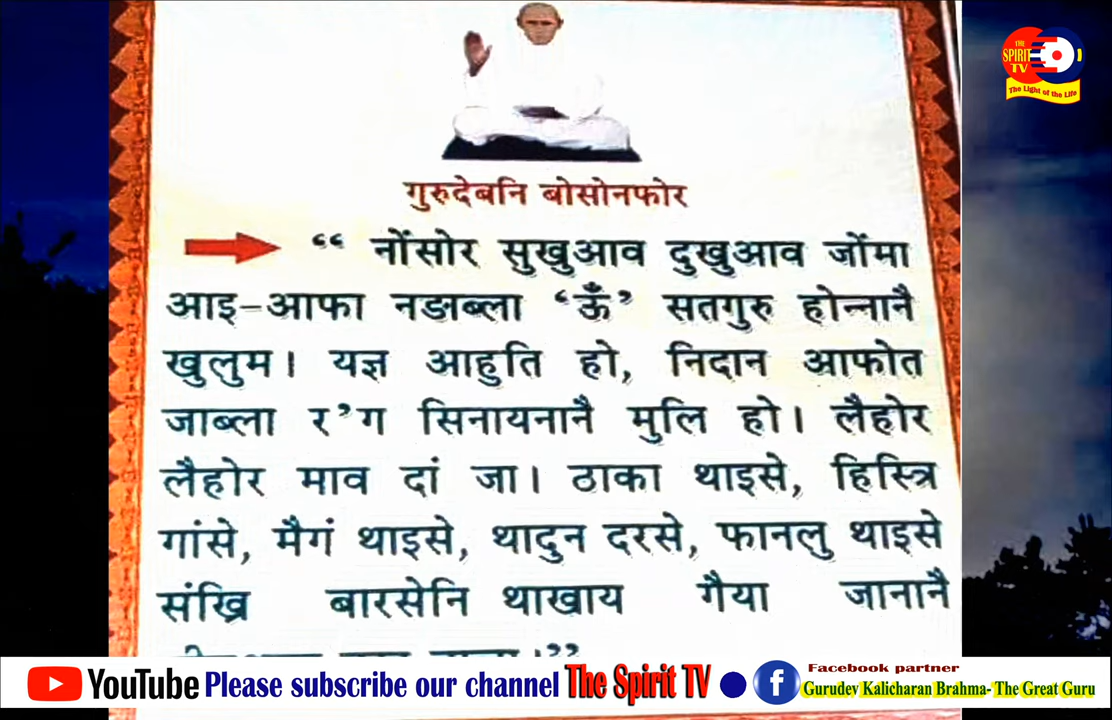 THE
SPIRIT
TV
The Light of the Life
गुरुदेबनि बोसोनफोर
“ नोंसोर सुखुआव दुखुआव जोंमा
आइ-आफा नङाब्ला ‘ऊँ’ सतगुरु होन्नानै
खुलुम। यज्ञ आहुति हो, निदान आफोत
जाब्ला र’ग सिनायनानै मुलि हो। लैहोर
लैहोर माव दां जा। ठाका थाइसे, हिस्त्रि
गांसे, मैगं थाइसे, थादुन दरसे, फानलु थाइसे
संख्रि बारसेनि थाखाय गैया जानानै
YouTube Please subscribe our channel The Spirit TV
Facebook partner
Gurudev Kalicharan Brahma- The Great Guru